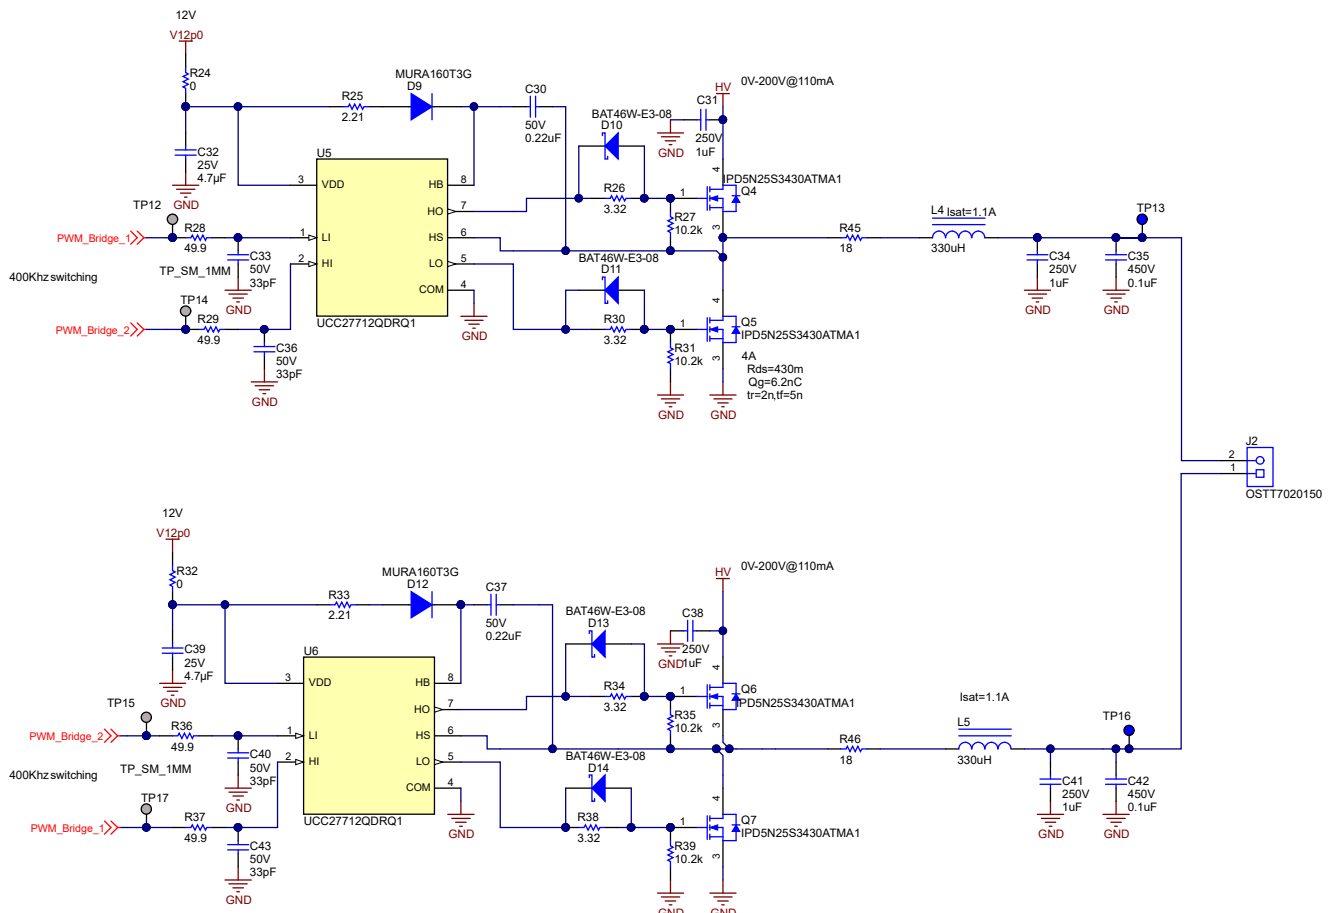 12V
V12p0
R24
0
MURA160T3G
D9
R25
2.21
C30
50V
0.22uF
HV
0V-200V@110mA
C31
250V
1uF
GND
BAT46W-E3-08
D10
C32
25V
4.7µF
GND
U5
3
VDD
HB
8
HO
7
1
LI
HS
6
2
HI
LO
5
COM
4
GND
UCC27712QDRQ1
R26
3.32
R27
10.2k
1
4
IPD5N25S3430ATMA1
Q4
3
TP12
PWM_Bridge_1
R28
49.9
C33
50V
33pF
GND
TP_SM_1MM
400Khz switching
TP14
PWM_Bridge_2
R29
49.9
C36
50V
33pF
GND
BAT46W-E3-08
D11
R30
3.32
R31
10.2k
GND
1
4
Q5
IPD5N25S3430ATMA1
3
4A
Rds=430m
Qg=6.2nC
tr=2n,tf=5n
GND
R45
18
L4
Isat=1.1A
330uH
TP13
C34
250V
1uF
GND
C35
450V
0.1uF
GND
J2
2
1
OSTT7020150
12V
V12p0
R32
0
MURA160T3G
D12
R33
2.21
C37
50V
0.22uF
HV
0V-200V@110mA
C38
250V
1uF
GND
BAT46W-E3-08
D13
C39
25V
4.7µF
GND
U6
3
VDD
HB
8
HO
7
1
LI
HS
6
2
HI
LO
5
COM
4
GND
UCC27712QDRQ1
R34
3.32
R35
10.2k
1
4
Q6
IPD5N25S3430ATMA1
3
TP15
PWM_Bridge_2
R36
49.9
C40
50V
33pF
GND
TP_SM_1MM
400Khz switching
TP17
PWM_Bridge_1
R37
49.9
C43
50V
33pF
GND
BAT46W-E3-08
D14
R38
3.32
R39
10.2k
GND
1
4
Q7
IPD5N25S3430ATMA1
3
GND
R46
18
Isat=1.1A
L5
330uH
TP16
C41
250V
1uF
GND
C42
450V
0.1uF
GND